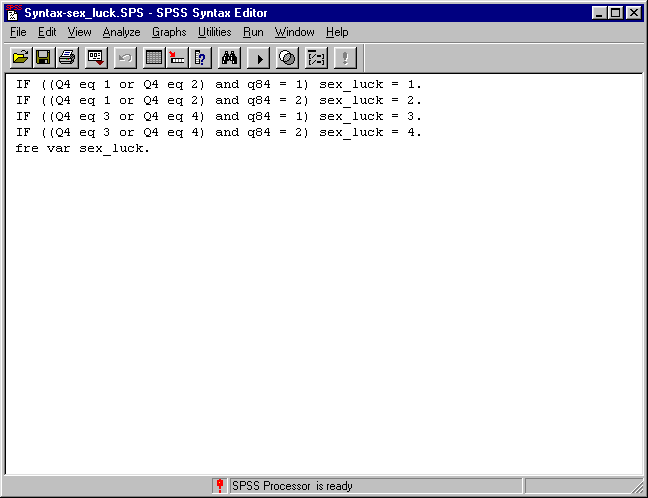 Syntax-sex_luck.SPS - SPSS Syntax Editor
File Edit View Analyze Graphs Utilities Run Window Help
IF ((Q4 eq 1 or Q4 eq 2) and q84 = 1) sex_luck = 1.
IF ((Q4 eq 1 or Q4 eq 2) and q84 = 2) sex_luck = 2.
IF ((Q4 eq 3 or Q4 eq 4) and q84 = 1) sex_luck = 3.
IF ((Q4 eq 3 or Q4 eq 4) and q84 = 2) sex_luck = 4.
fre var sex_luck.
SPSS Processor is ready